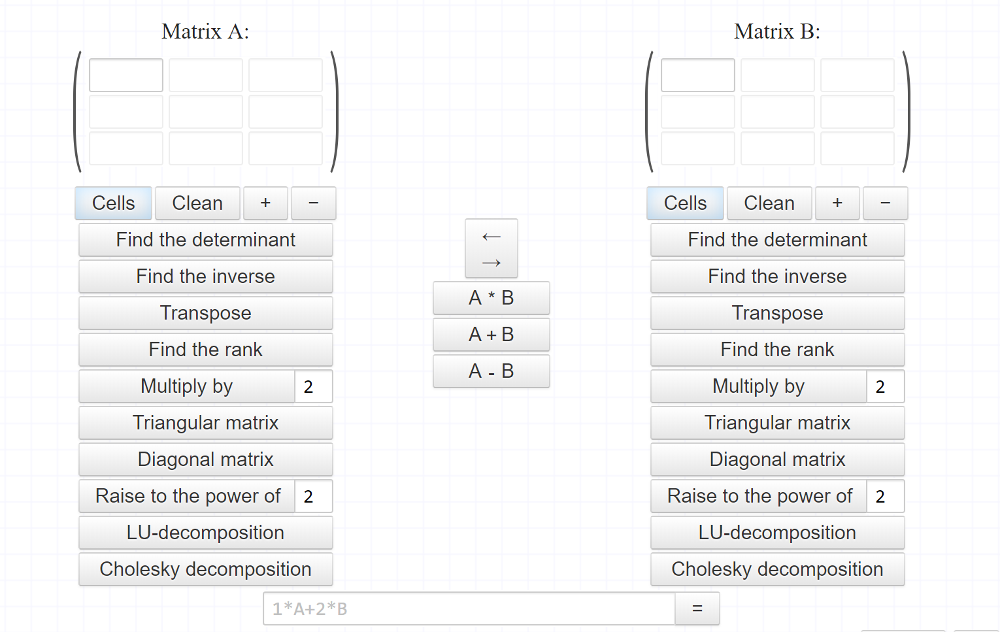 Matrix A:
Matrix B:
Cells Clean + −
Find the determinant
Find the inverse
Transpose
Find the rank
Multiply by 2
Triangular matrix
Diagonal matrix
Raise to the power of 2
LU-decomposition
Cholesky decomposition
←
→
A * B
A + B
A - B
Cells Clean + −
Find the determinant
Find the inverse
Transpose
Find the rank
Multiply by 2
Triangular matrix
Diagonal matrix
Raise to the power of 2
LU-decomposition
Cholesky decomposition
1*A+2*B =